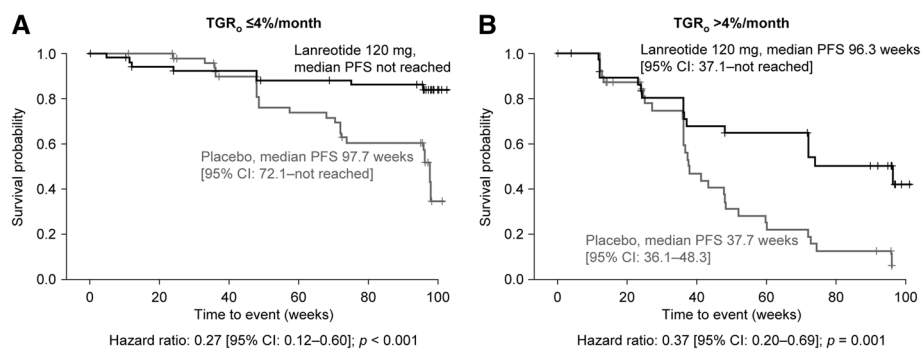 A
TGRo ≤4%/month
Survival probability
1.0
0.8
0.6
0.4
0.2
0.0
Lanreotide 120 mg,
median PFS not reached
Placebo, median PFS 97.7 weeks
[95% CI: 72.1–not reached]
0 20 40 60 80 100
Time to event (weeks)
Hazard ratio: 0.27 [95% CI: 0.12–0.60]; p < 0.001
B
TGRo >4%/month
Survival probability
1.0
0.8
0.6
0.4
0.2
0.0
Lanreotide 120 mg, median PFS 96.3 weeks
[95% CI: 37.1–not reached]
Placebo, median PFS 37.7 weeks
[95% CI: 36.1–48.3]
0 20 40 60 80 100
Time to event (weeks)
Hazard ratio: 0.37 [95% CI: 0.20–0.69]; p = 0.001